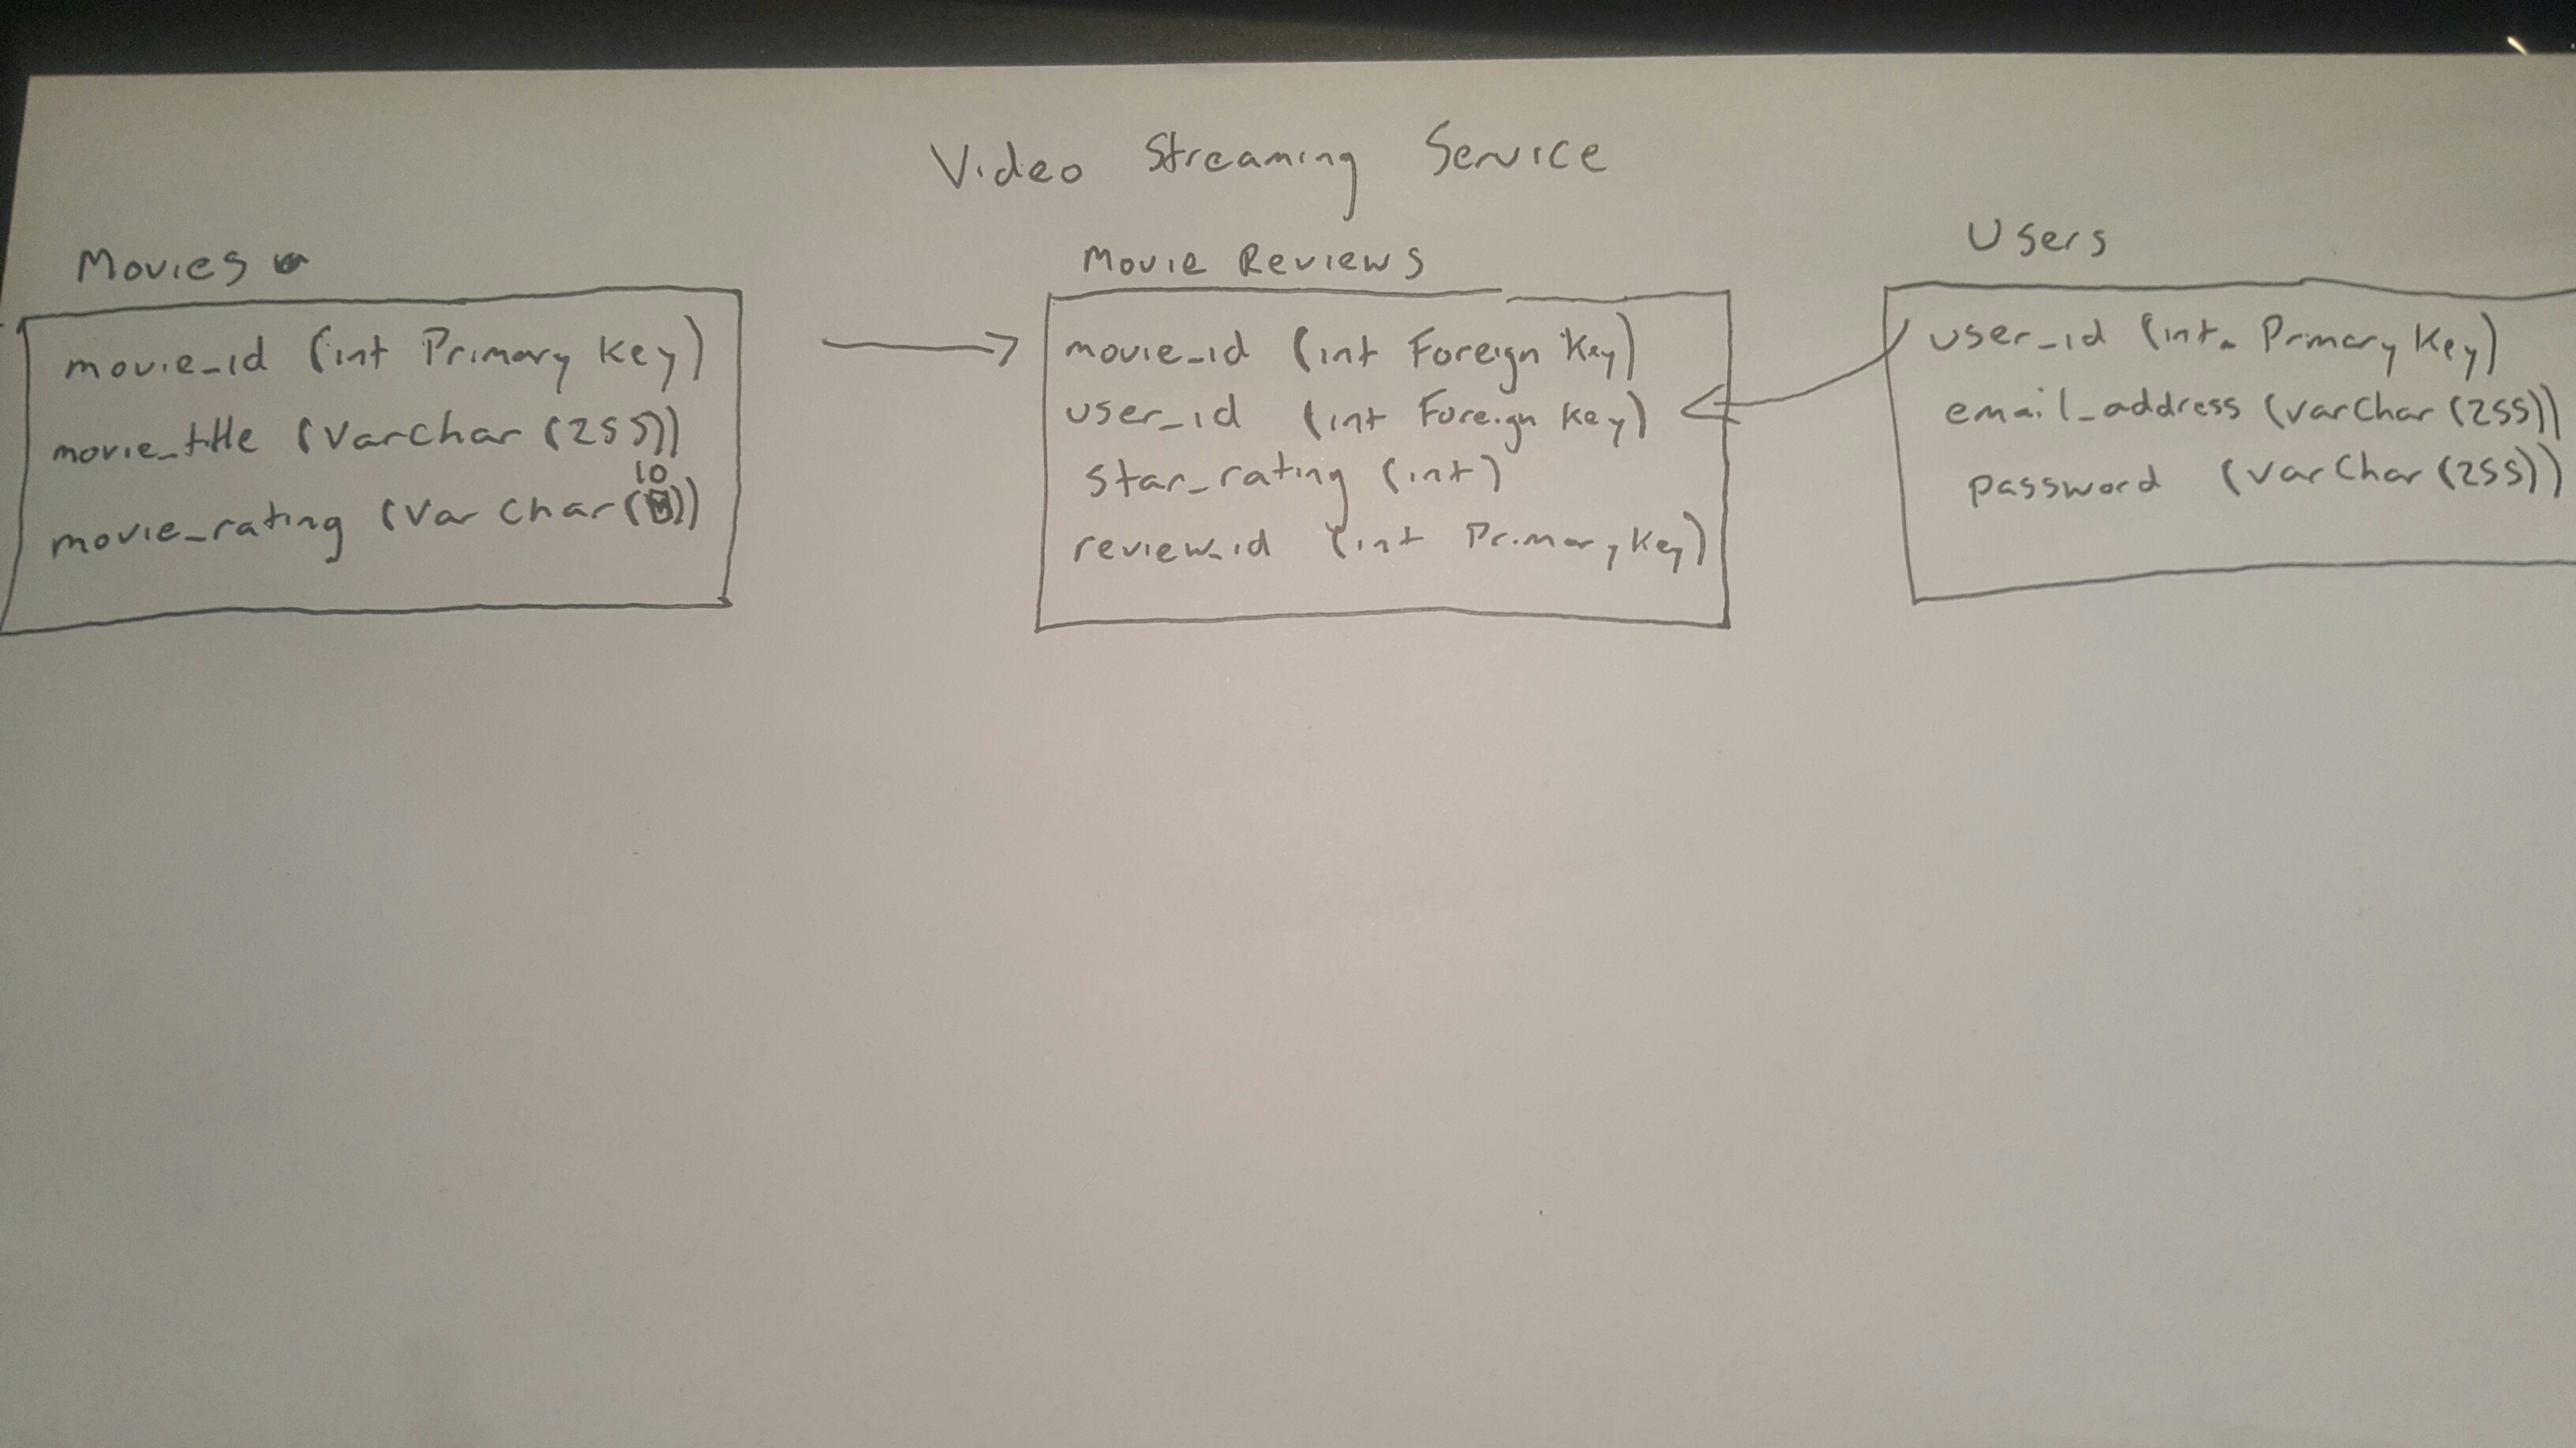 Video Streaming Service
Movies
movie_id (int Primary Key)
movie_title (Varchar (255))
10
movie_rating (Varchar())
Movie Reviews
movie_id (int Foreign Key)
user_id (int Foreign Key)
star_rating (int)
review_id (int Primary Key)
Users
user_id (int Primary Key)
email_address (varchar (255))
password (varchar (255))